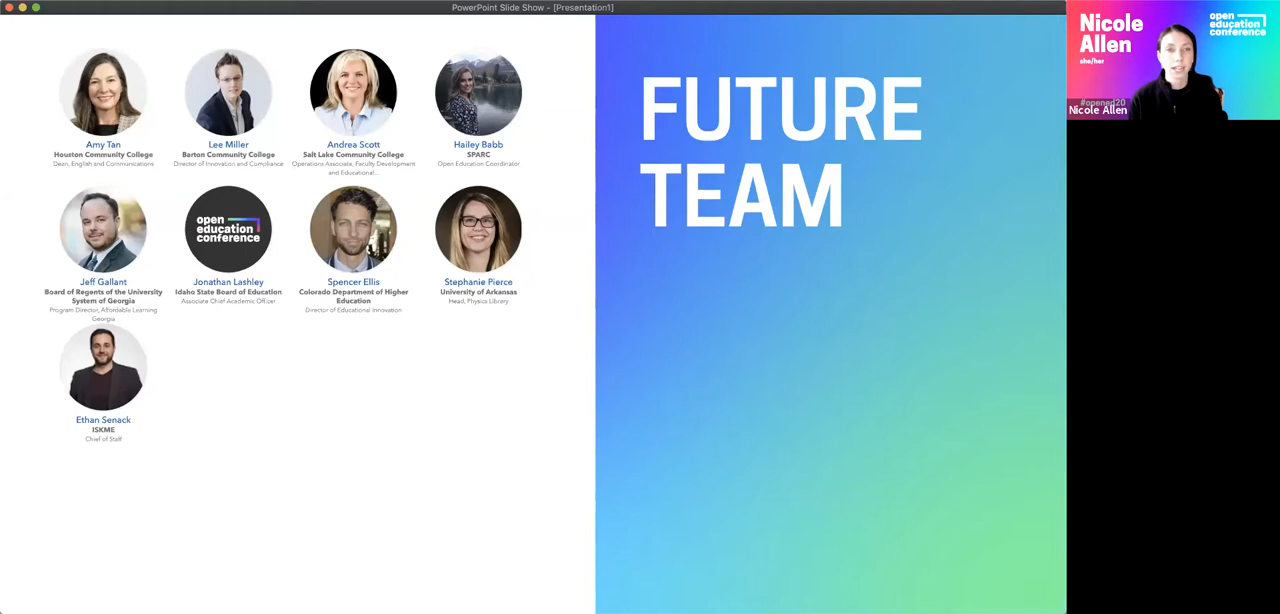 PowerPoint Slide Show - [Presentation1]
Amy Tan
Houston Community College
Dean, English and Communications
Lee Miller
Barton Community College
Director of Innovation and Compliance
Andrea Scott
Salt Lake Community College
Operations Associate, Faculty Development
and Educational...
Hailey Babb
SPARC
Open Education Coordinator
Jeff Gallant
Board of Regents of the University
System of Georgia
Program Director, Affordable Learning
Georgia
open
education
conference
Jonathan Lashley
Idaho State Board of Education
Associate Chief Academic Officer
Spencer Ellis
Colorado Department of Higher
Education
Director of Educational Innovation
Stephanie Pierce
University of Arkansas
Head, Physics Library
Ethan Senack
ISKME
Chief of Staff
FUTURE
TEAM
Nicole
Allen
she/her
open
education
conference
#opened20
Nicole Allen